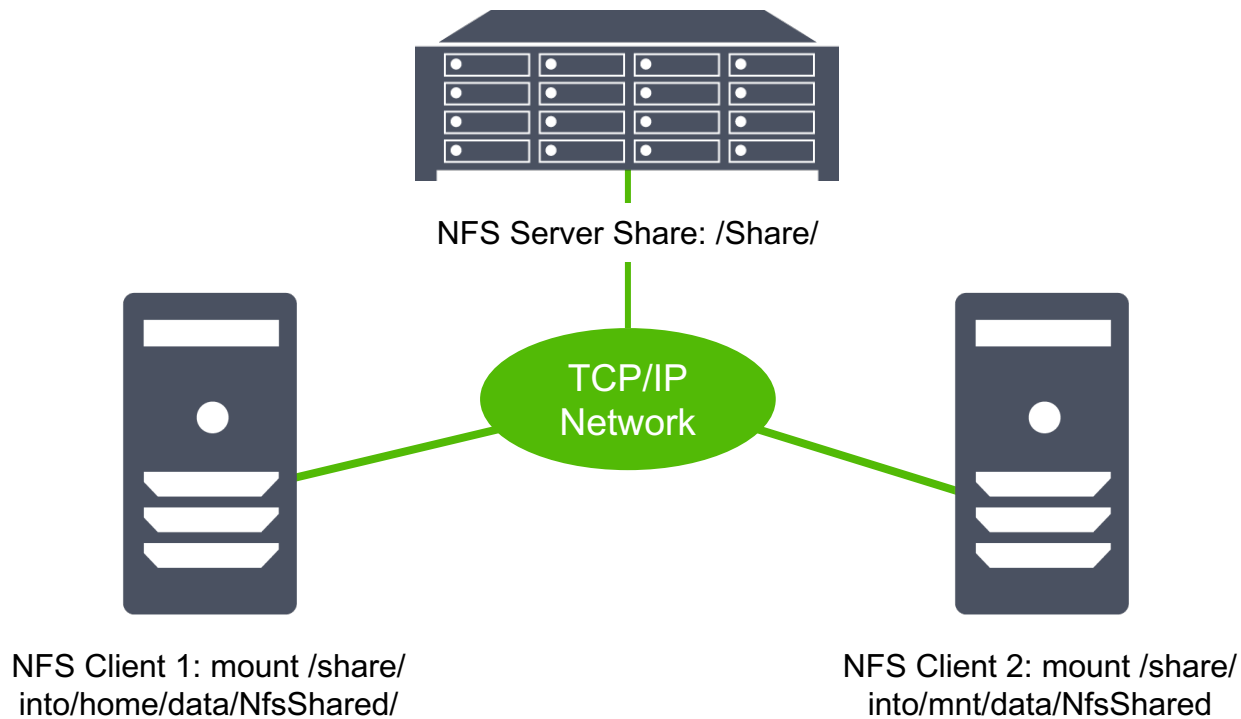 NFS Server Share: /Share/
TCP/IP
Network
NFS Client 1: mount /share/
into/home/data/NfsShared/
NFS Client 2: mount /share/
into/mnt/data/NfsShared